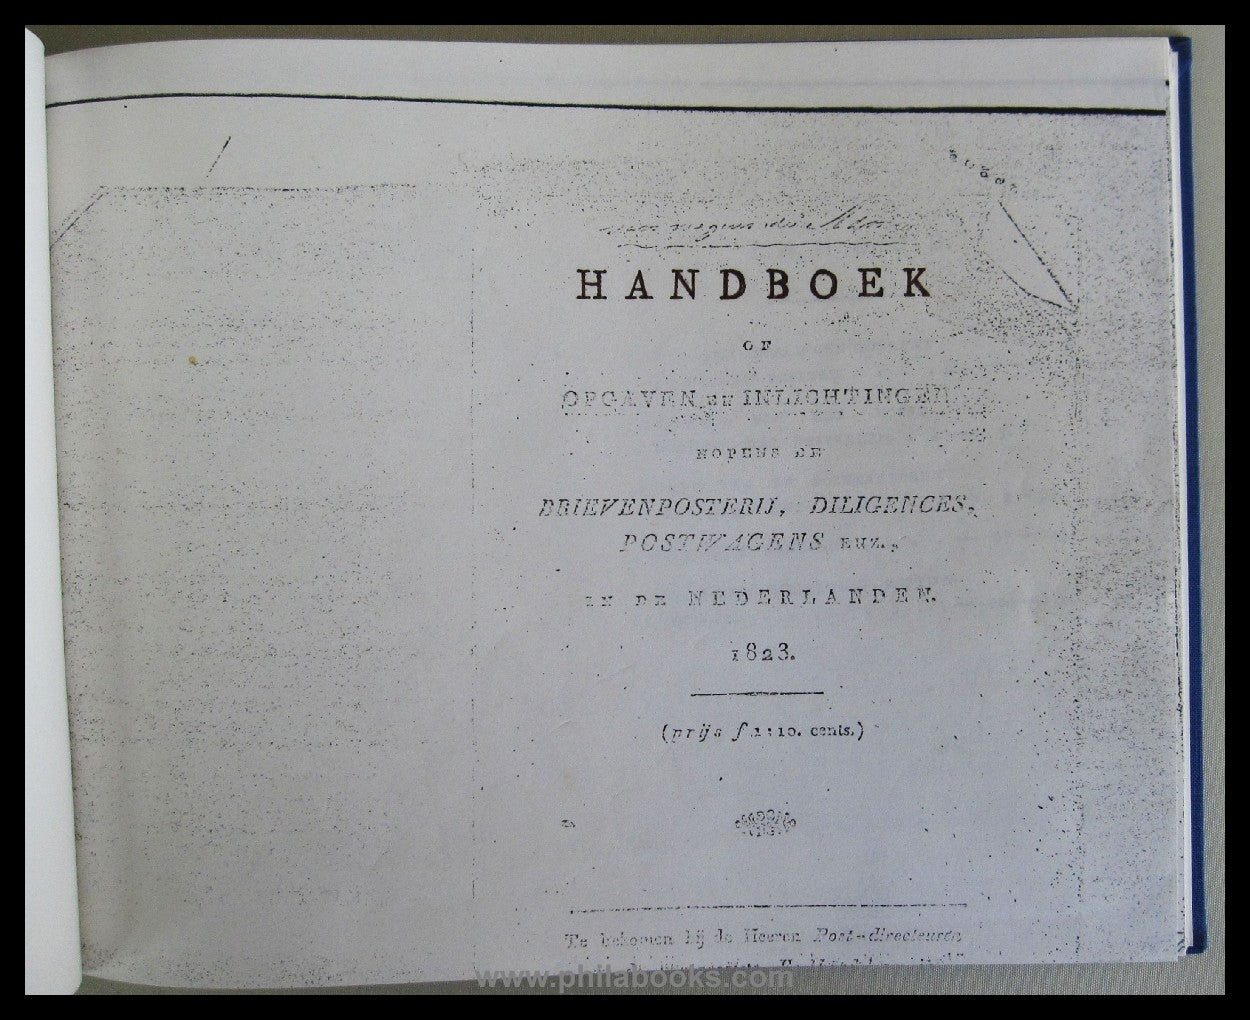 HANDBOEK
OF
OPGAVEN EN INLICHTINGEN
NOPENS DE
BRIEVENPOSTERIJ, DILIGENCES,
POSTWAGENS ENZ.,
IN DE NEDERLANDEN.
1823.
(prijs ƒ 1:10. cents.)
Te bekomen bij de Heeren Post-directeuren
www.philabooks.com